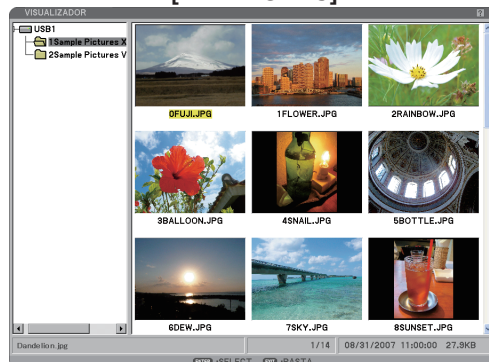 VISUALIZADOR
USB1
1Sample Pictures X
2Sample Pictures V
0FUJI.JPG
1FLOWER.JPG
2RAINBOW.JPG
3BALLOON.JPG
4SNAIL.JPG
5BOTTLE.JPG
6DEW.JPG
7SKY.JPG
8SUNSET.JPG
Dandelion.jpg
1/14
08/31/2007 11:00:00 27.9KB
:SELECT
:PASTA